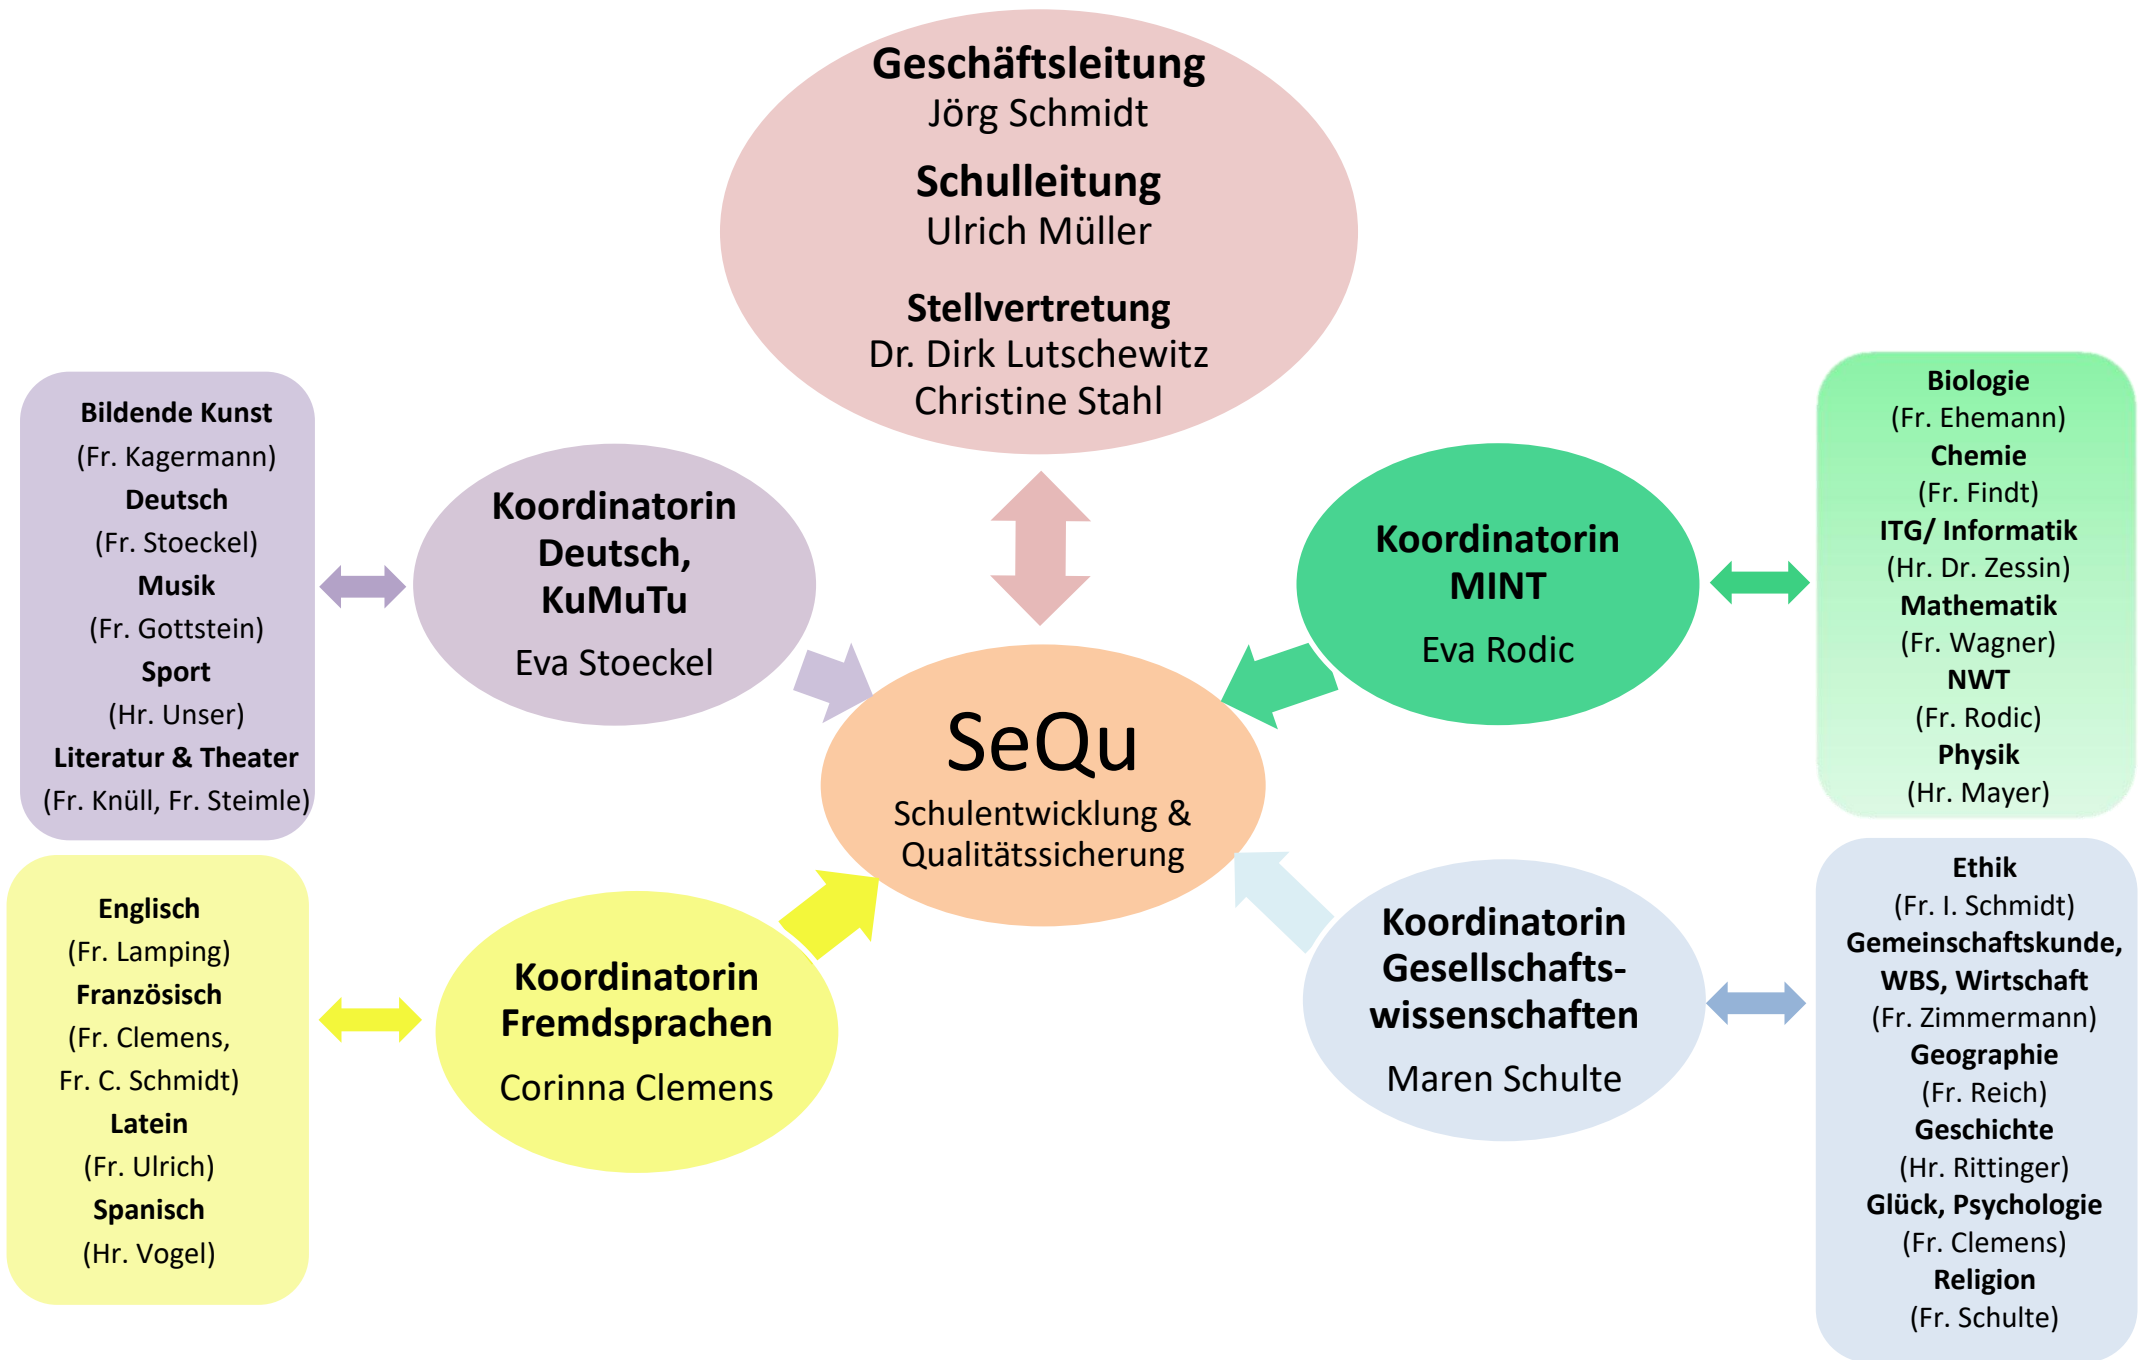 Geschäftsleitung
Jörg Schmidt
Schulleitung
Ulrich Müller
Stellvertretung
Dr. Dirk Lutschewitz
Christine Stahl
Bildende Kunst
(Fr. Kagermann)
Deutsch
(Fr. Stoeckel)
Musik
(Fr. Gottstein)
Sport
(Hr. Unser)
Literatur & Theater
(Fr. Knüll, Fr. Steimle)
Koordinatorin
Deutsch,
KuMuTu
Eva Stoeckel
Koordinatorin
MINT
Eva Rodic
Biologie
(Fr. Ehemann)
Chemie
(Fr. Findt)
ITG/ Informatik
(Hr. Dr. Zessin)
Mathematik
(Fr. Wagner)
NWT
(Fr. Rodic)
Physik
(Hr. Mayer)
SeQu
Schulentwicklung &
Qualitätssicherung
Englisch
(Fr. Lamping)
Französisch
(Fr. Clemens,
Fr. C. Schmidt)
Latein
(Fr. Ulrich)
Spanisch
(Hr. Vogel)
Koordinatorin
Fremdsprachen
Corinna Clemens
Koordinatorin
Gesellschafts-
wissenschaften
Maren Schulte
Ethik
(Fr. I. Schmidt)
Gemeinschaftskunde,
WBS, Wirtschaft
(Fr. Zimmermann)
Geographie
(Fr. Reich)
Geschichte
(Hr. Rittinger)
Glück, Psychologie
(Fr. Clemens)
Religion
(Fr. Schulte)